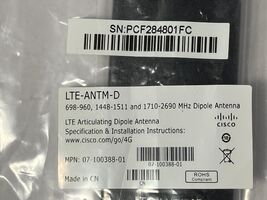 SN:PCF284801FC
LTE-ANTM-D
698-960, 1448-1511 and 1710-2690 MHz Dipole Antenna
LTE Articulating Dipole Antenna
Specification & Installation Instructions:
www.cisco.com/go/4G
CISCO
MPN: 07-100388-01
07-100388-01
Made in CN
CN
ROHS
Compliant